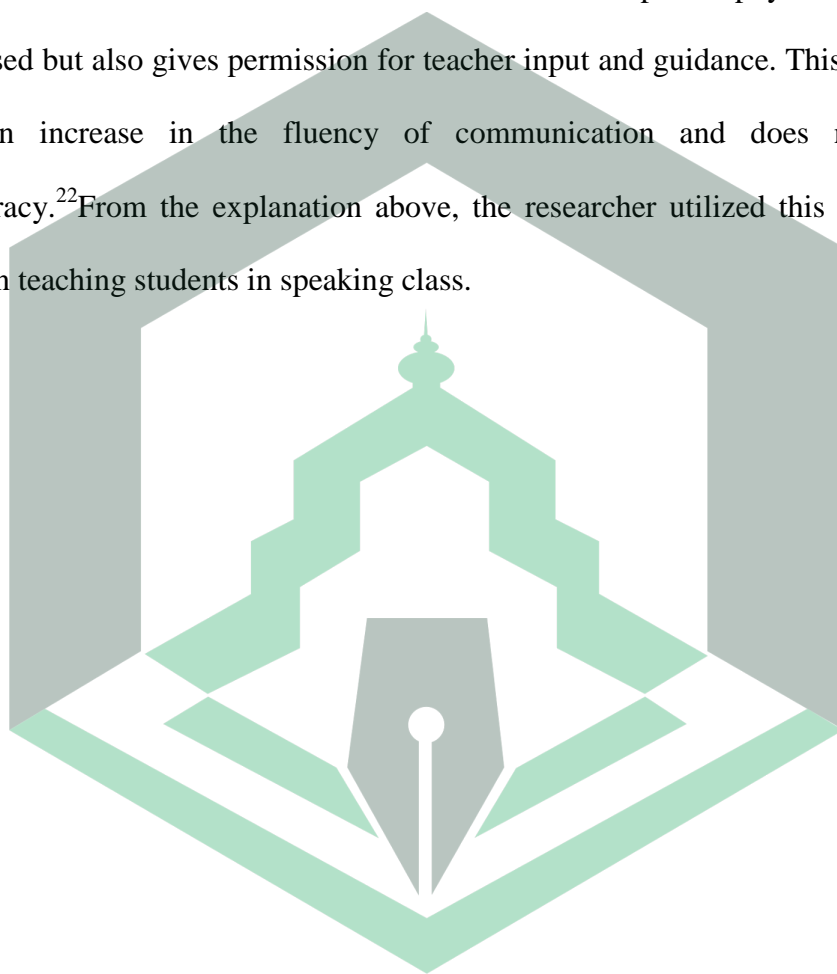 sed but also gives permission for teacher input and guidance. This
n increase in the fluency of communication and does
racy.²²From the explanation above, the researcher utilized this
n teaching students in speaking class.